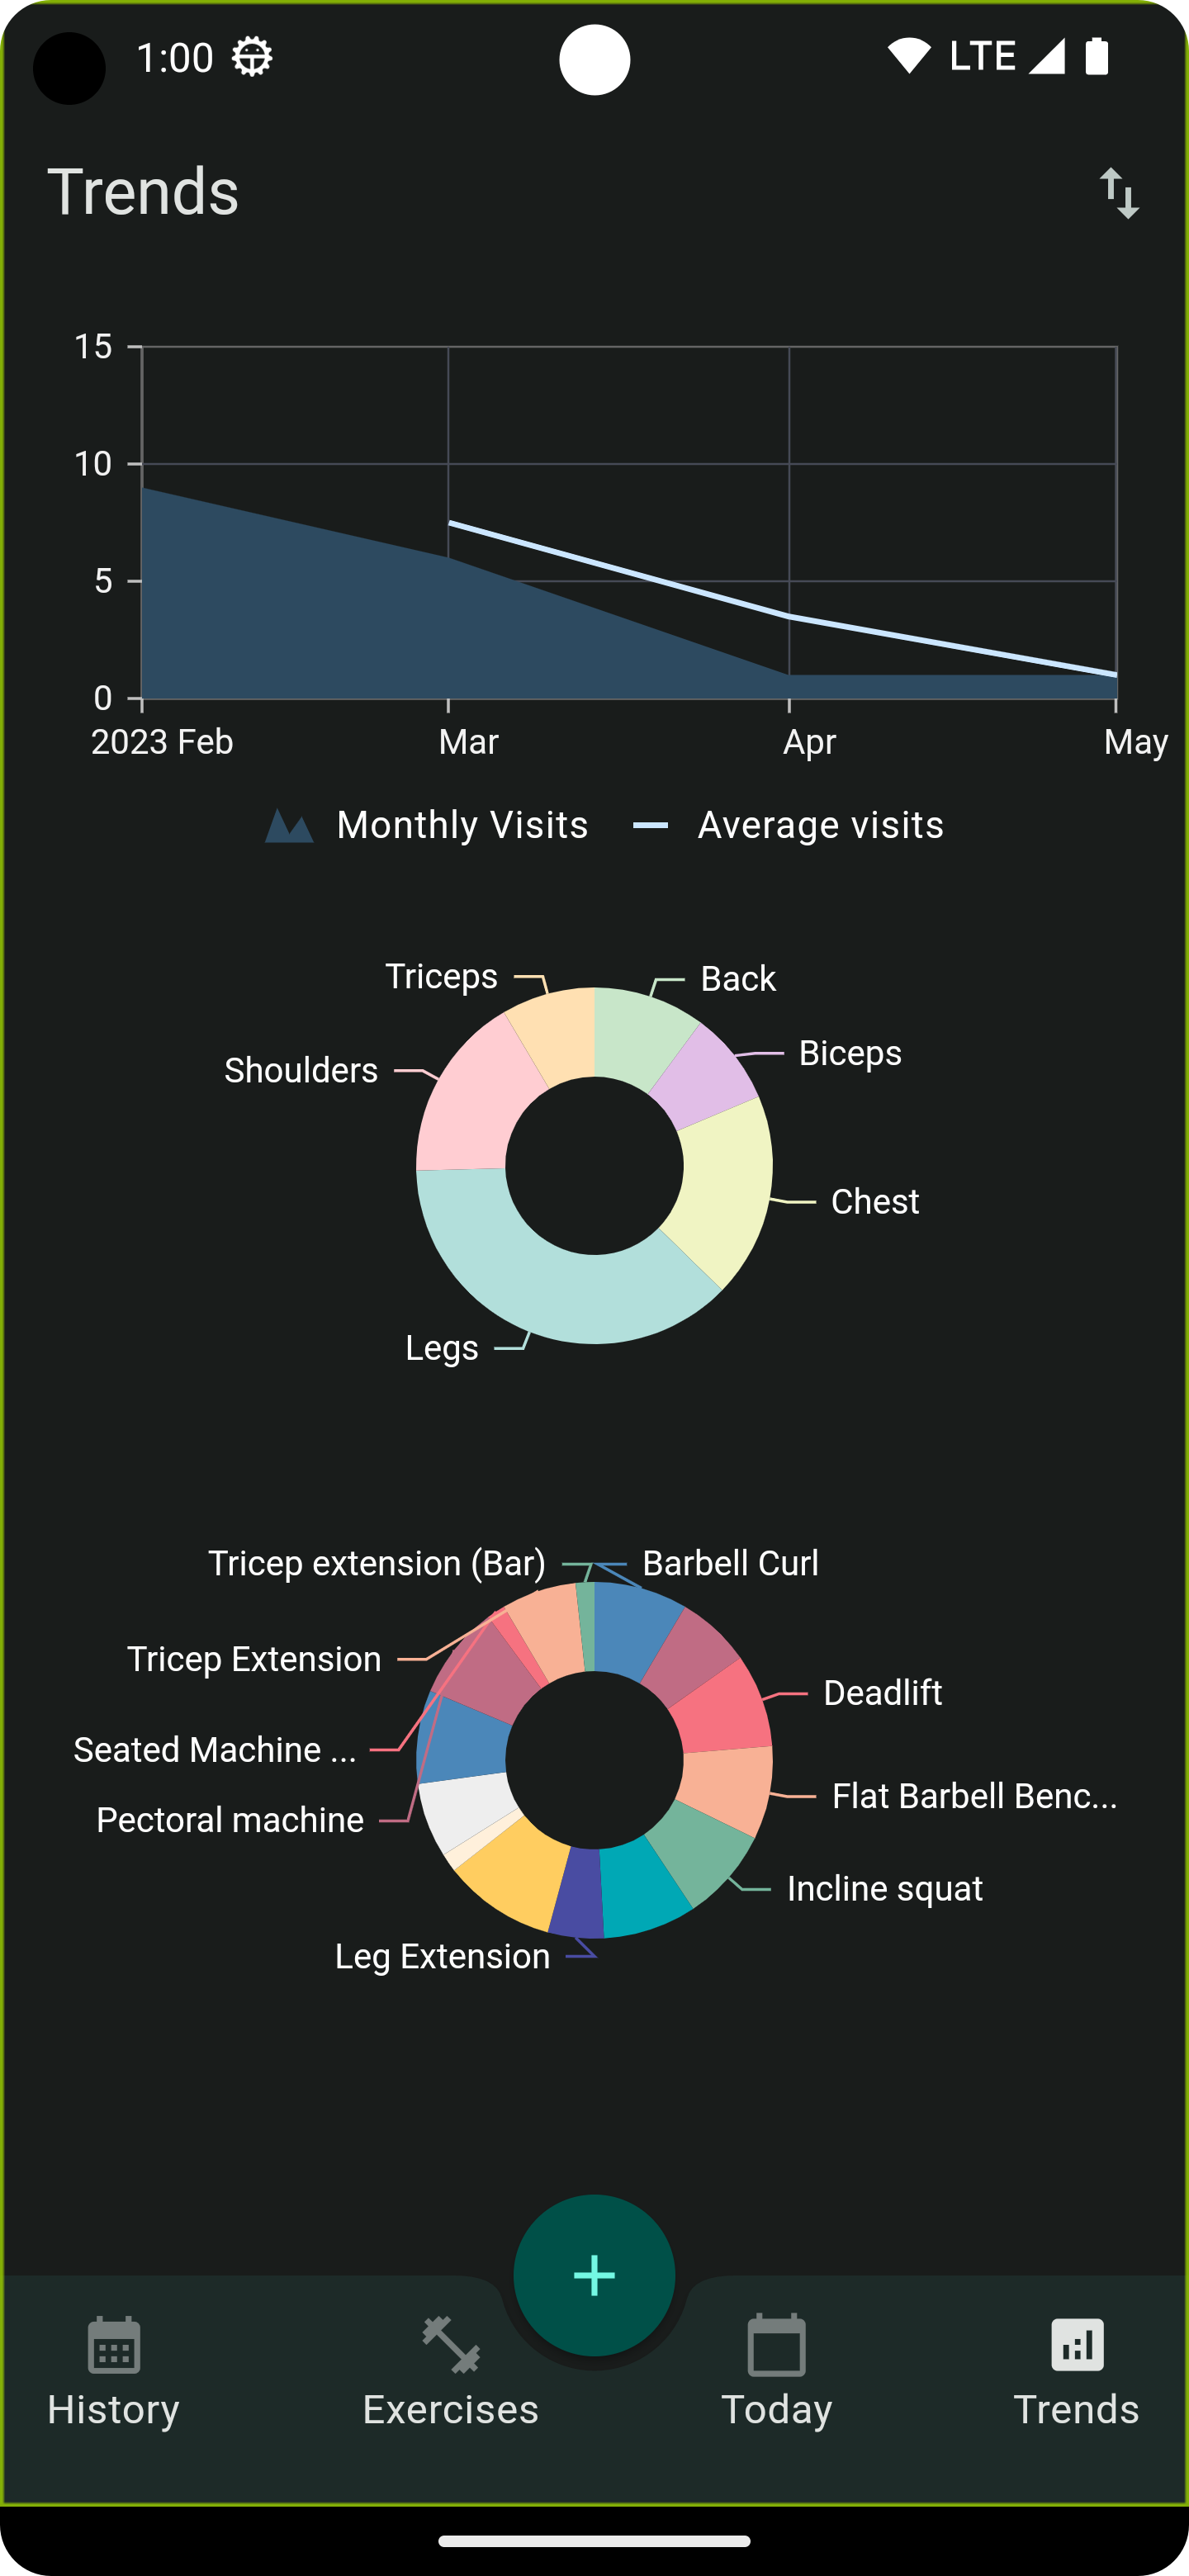 1:00 LTE
Trends
15
10
5
0
2023 Feb Mar Apr May
Monthly Visits Average visits
Triceps Back
Biceps
Shoulders
Chest
Legs
Tricep extension (Bar) Barbell Curl
Tricep Extension
Deadlift
Seated Machine ...
Flat Barbell Benc...
Pectoral machine
Incline squat
Leg Extension
+
History Exercises Today Trends